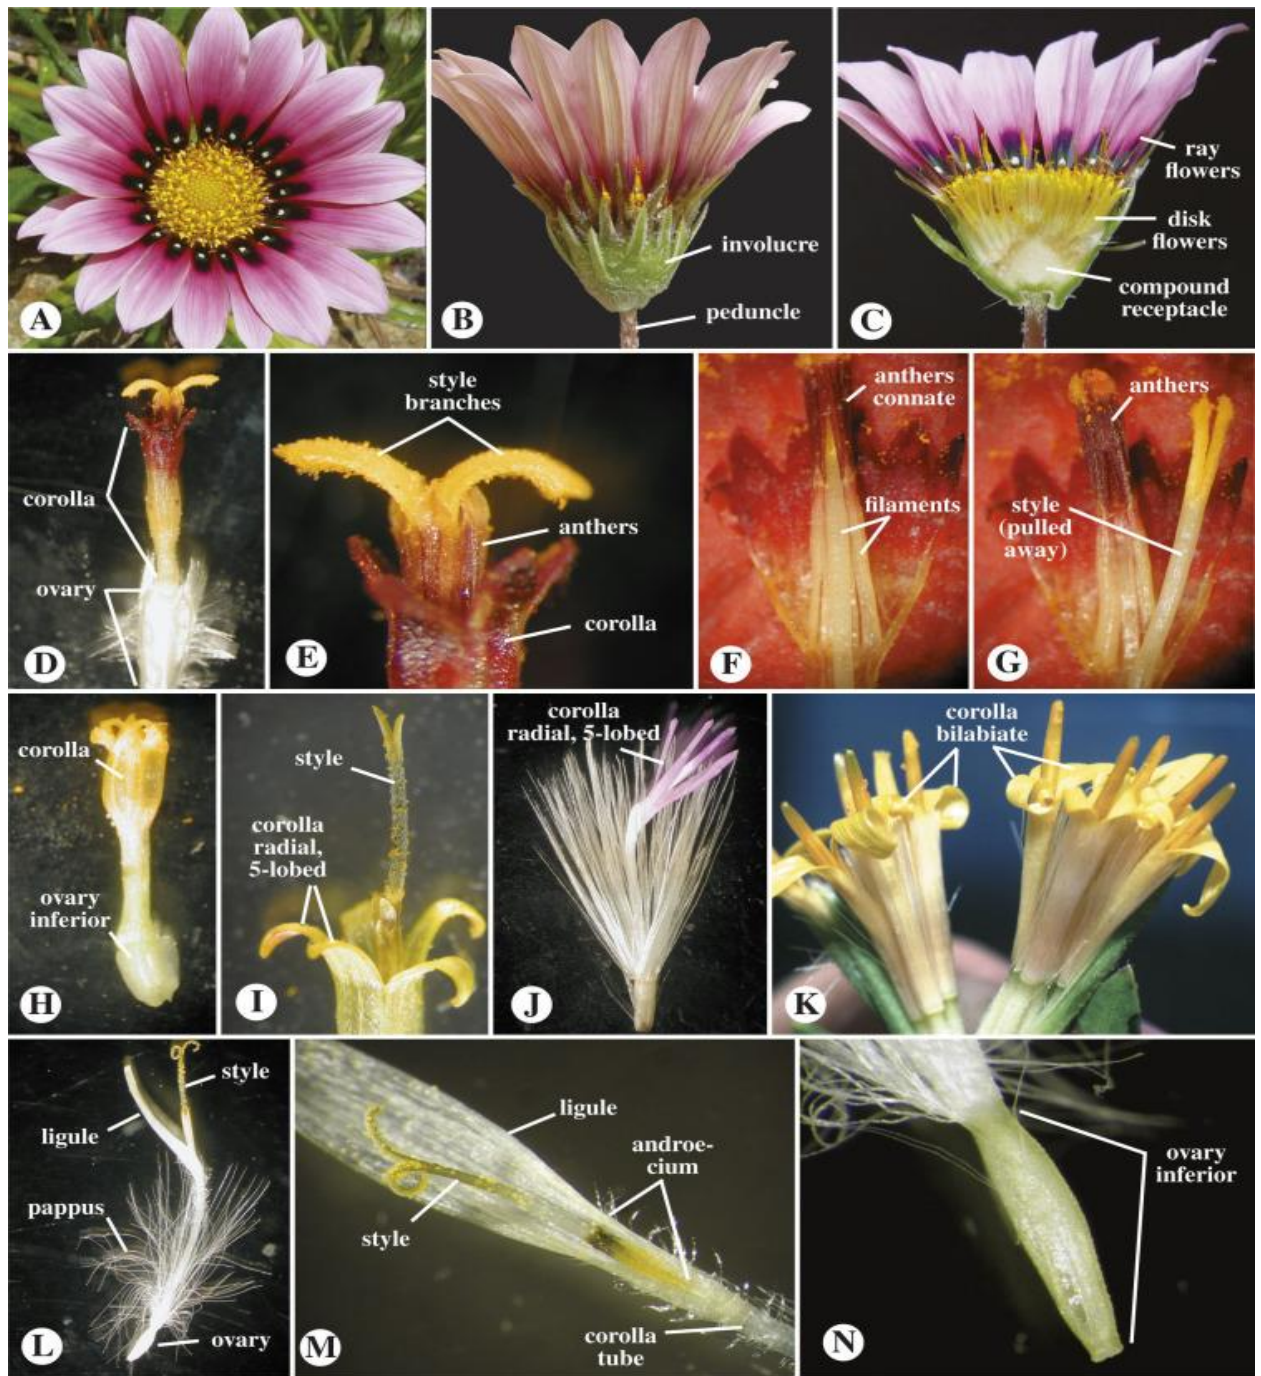 A
B
involucre
peduncle
C
ray
flowers
disk
flowers
compound
receptacle
D
corolla
ovary
E
style
branches
anthers
corolla
F
anthers
connate
filaments
G
anthers
style
(pulled
away)
H
corolla
ovary
inferior
I
style
corolla
radial,
5-lobed
J
corolla
radial, 5-lobed
K
corolla
bilabiate
L
style
ligule
pappus
ovary
M
ligule
androe-
cium
style
corolla
tube
N
ovary
inferior